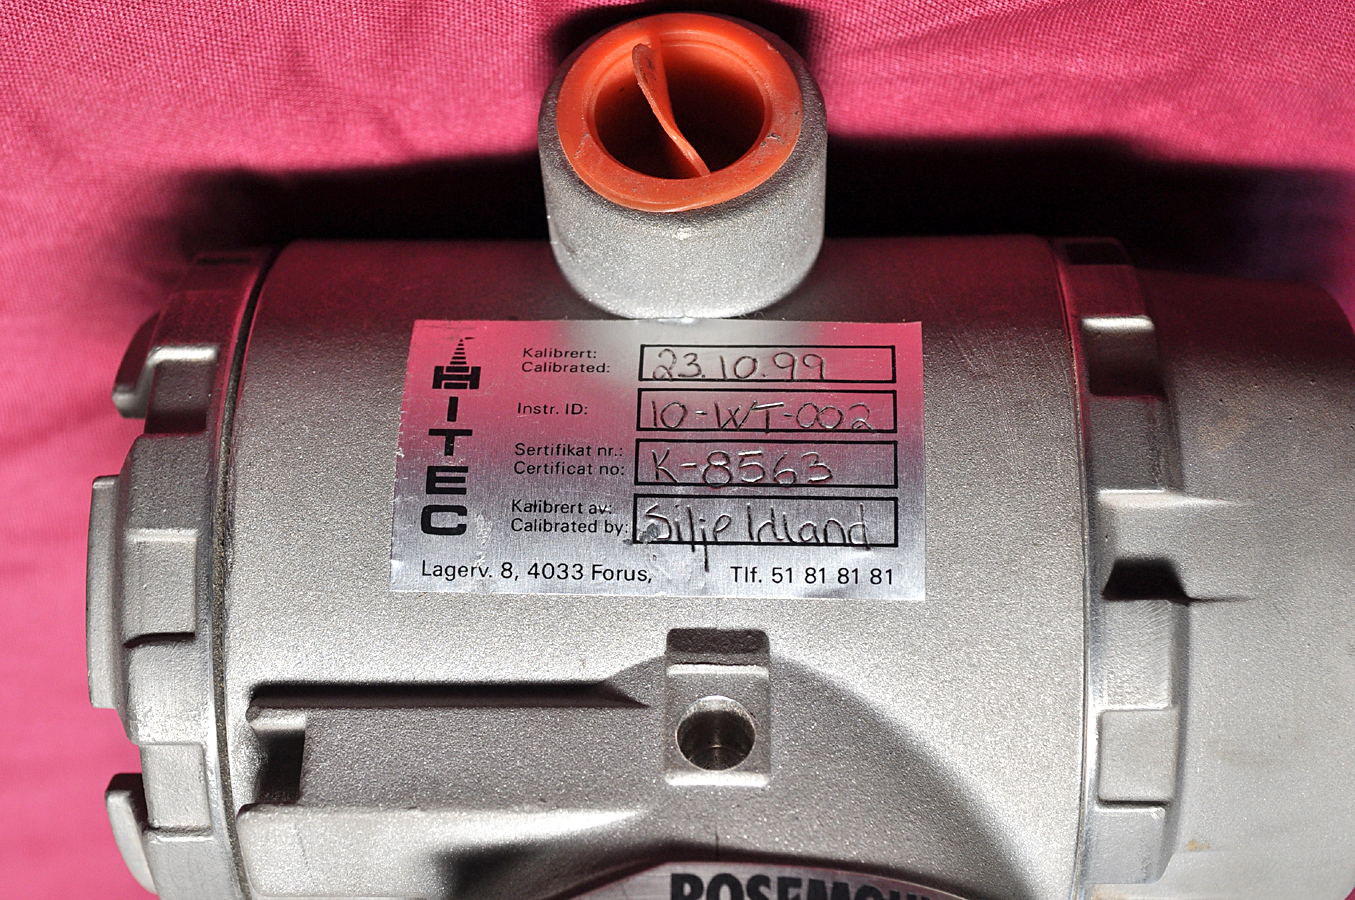 HITEC
Kalibrert:
Calibrated:
23.10.99
Instr. ID:
10-WT-002
Sertifikat nr.:
Certificat no:
K-8563
Kalibrert av:
Calibrated by:
Silje Idland
Lagerv. 8, 4033 Forus,
Tlf. 51 81 81 81
ROSEMOU